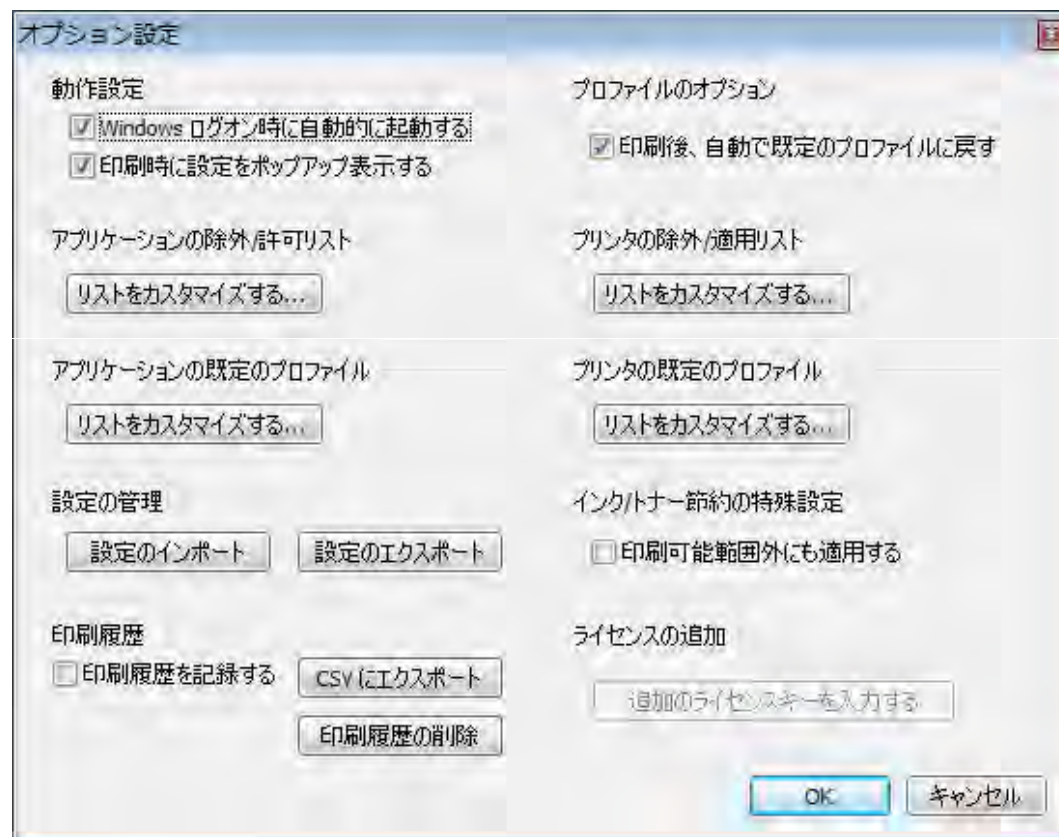 オプション設定
動作設定
Windows ログオン時に自動的に起動する
印刷時に設定をポップアップ表示する
プロファイルのオプション
印刷後、自動で既定のプロファイルに戻す
アプリケーションの除外/許可リスト
リストをカスタマイズする...
プリンタの除外/適用リスト
リストをカスタマイズする...
アプリケーションの既定のプロファイル
リストをカスタマイズする...
プリンタの既定のプロファイル
リストをカスタマイズする...
設定の管理
設定のインポート
設定のエクスポート
インク/トナー節約の特殊設定
印刷可能範囲外にも適用する
印刷履歴
印刷履歴を記録する
CSV にエクスポート
印刷履歴の削除
ライセンスの追加
追加のライセンスキーを入力する
OK
キャンセル